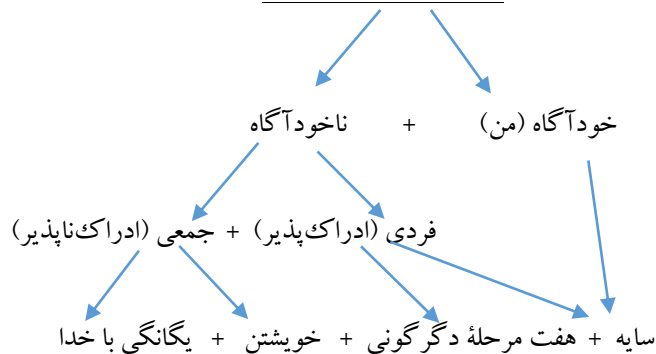 خودآگاه (من) + ناخودآگاه
فردی (ادراک‌پذیر) + جمعی (ادراک‌ناپذیر)
سایه + هفت مرحلهٔ دگرگونی + خویشتن + یگانگی با خدا